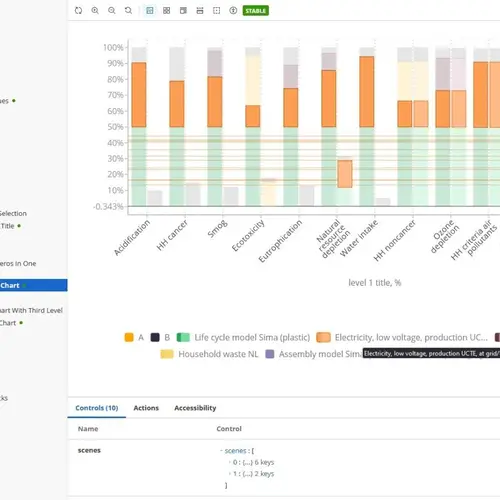 STABLE
ues
Selection
Title
eros In One
Chart
art With Third Level
Chart
cks
100%
90%
80%
70%
60%
50%
40%
30%
20%
10%
-0.343%
Acidification
HH cancer
Smog
Ecotoxicity
Eutrophication
Natural resource depletion
Water intake
HH noncancer
Ozone depletion
HH criteria air pollutants
level 1 title, %
A B Life cycle model Sima (plastic) Electricity, low voltage, production UC...
Household waste NL Assembly model Sima
Electricity, low voltage, production UCTE, at grid/
Controls (10) Actions Accessibility
Name Control
scenes - scenes : [
0 : {...} 6 keys
1 : {...} 2 keys
]